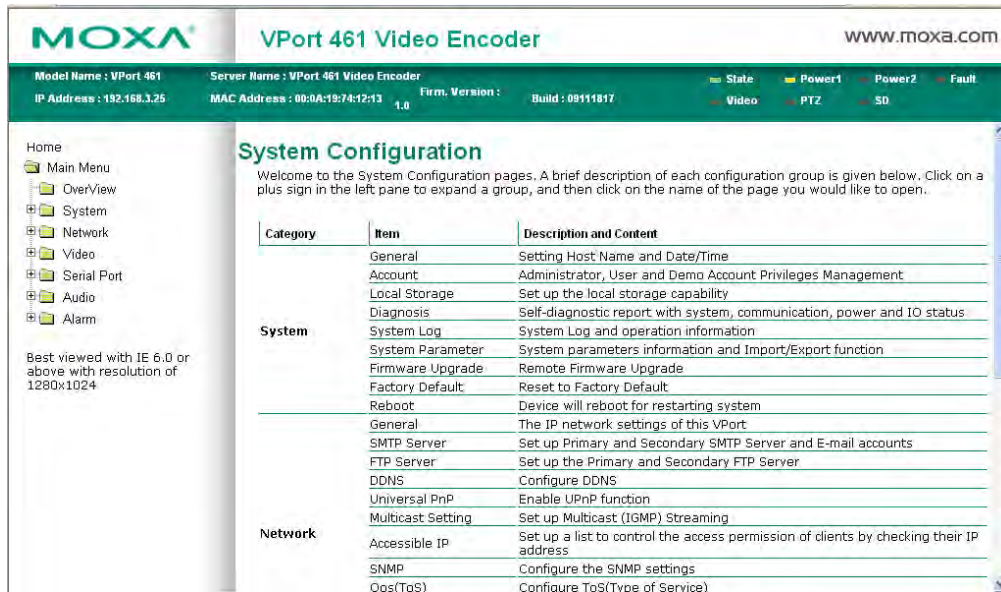 MOXA
VPort 461 Video Encoder
www.moxa.com
Model Name : VPort 461
Server Name : VPort 461 Video Encoder
State
Power1
Power2
Fault
IP Address : 192.168.3.25
MAC Address : 00:0A:19:74:12:13
Firm. Version : 1.0
Build : 09111817
Video
PTZ
SD
Home
Main Menu
OverView
System
Network
Video
Serial Port
Audio
Alarm
Best viewed with IE 6.0 or
above with resolution of
1280x1024
System Configuration
Welcome to the System Configuration pages. A brief description of each configuration group is given below. Click on a
plus sign in the left pane to expand a group, and then click on the name of the page you would like to open.
Category Item Description and Content
System
General Setting Host Name and Date/Time
Account Administrator, User and Demo Account Privileges Management
Local Storage Set up the local storage capability
Diagnosis Self-diagnostic report with system, communication, power and IO status
System Log System Log and operation information
System Parameter System parameters information and Import/Export function
Firmware Upgrade Remote Firmware Upgrade
Factory Default Reset to Factory Default
Reboot Device will reboot for restarting system
Network
General The IP network settings of this VPort
SMTP Server Set up Primary and Secondary SMTP Server and E-mail accounts
FTP Server Set up the Primary and Secondary FTP Server
DDNS Configure DDNS
Universal PnP Enable UPnP function
Multicast Setting Set up Multicast (IGMP) Streaming
Accessible IP Set up a list to control the access permission of clients by checking their IP
address
SNMP Configure the SNMP settings
Qos(ToS) Configure ToS(Type of Service)